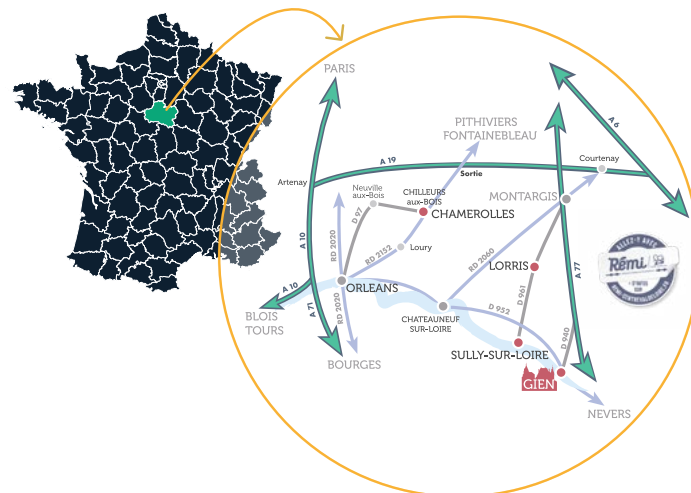 PARIS
A 6
PITHIVIERS
FONTAINEBLEAU
A 19
Sortie
Courtenay
Artenay
Neuville
aux-Bois
CHILLEURS
aux-BOIS
CHAMEROLLES
MONTARGIS
D 97
RD 2020
A 10
RD 2152
Loury
RD 2060
LORRIS
A 77
ALLEZ-Y AVEC
Rémi
A 10
ORLEANS
D 961
BLOIS
TOURS
A 71
RD 2020
CHATEAUNEUF
SUR-LOIRE
D 952
D 940
SULLY-SUR-LOIRE
BOURGES
GIEN
NEVERS